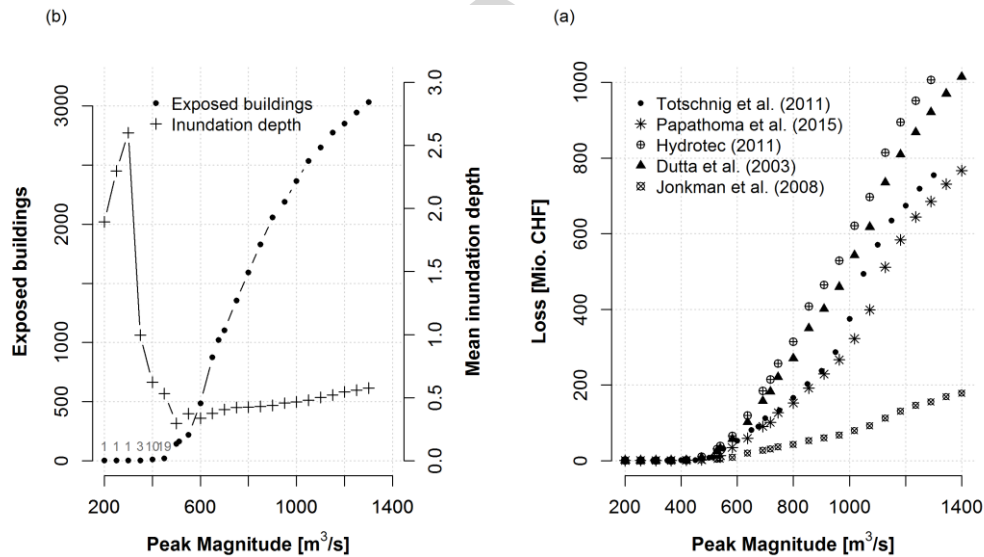 (b)
Exposed buildings
Inundation depth
1 1 1 3 10 19
0 500 1000 2000 3000
Exposed buildings
0.0 0.5 1.0 1.5 2.0 2.5 3.0
Mean inundation depth
200 600 1000 1400
Peak Magnitude [m³/s]
(a)
Totschnig et al. (2011)
Papathoma et al. (2015)
Hydrotec (2011)
Dutta et al. (2003)
Jonkman et al. (2008)
0 200 400 600 800 1000
Loss [Mio. CHF]
200 400 600 800 1000 1400
Peak Magnitude [m³/s]